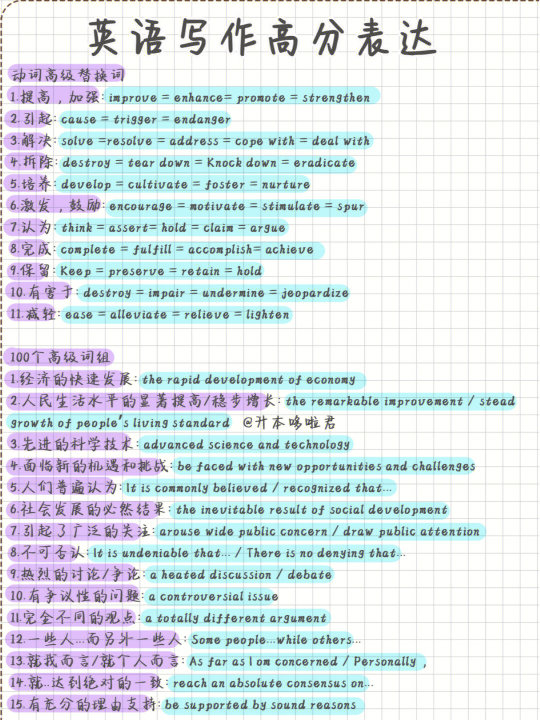 英语写作高分表达
动词高级替换词
1.提高，加强: improve = enhance= promote = strengthen
2.引起: cause = trigger = endanger
3.解决: solve =resolve = address = cope with = deal with
4.拆除: destroy = tear down = Knock down = eradicate
5.培养: develop = cultivate = foster = nurture
6.激发，鼓励: encourage = motivate = stimulate = spur
7.认为: think = assert= hold = claim = argue
8.完成: complete = fulfill = accomplish= achieve
9.保留: Keep = preserve = retain = hold
10.有害于: destroy = impair = undermine = jeopardize
11.减轻: ease = alleviate = relieve = lighten
100个高级词组
1.经济的快速发展: the rapid development of economy
2.人民生活水平的显著提高/稳步增长: the remarkable improvement / stead
growth of people's living standard @升本哆啦君
3.先进的科学技术: advanced science and technology
4.面临新的机遇和挑战: be faced with new opportunities and challenges
5.人们普遍认为: It is commonly believed / recognized that...
6.社会发展的必然结果: the inevitable result of social development
7.引起了广泛的关注: arouse wide public concern / draw public attention
8.不可否认: It is undeniable that... / There is no denying that...
9.热烈的讨论/争论: a heated discussion / debate
10.有争议性的问题: a controversial issue
11.完全不同的观点: a totally different argument
12.一些人...而另外一些人: Some people...while others...
13.就我而言/就个人而言: As far as I om concerned / Personally ,
14.就...达到绝对的一致: reach an absolute consensus on...
15.有充分的理由支持: be supported by sound reasons